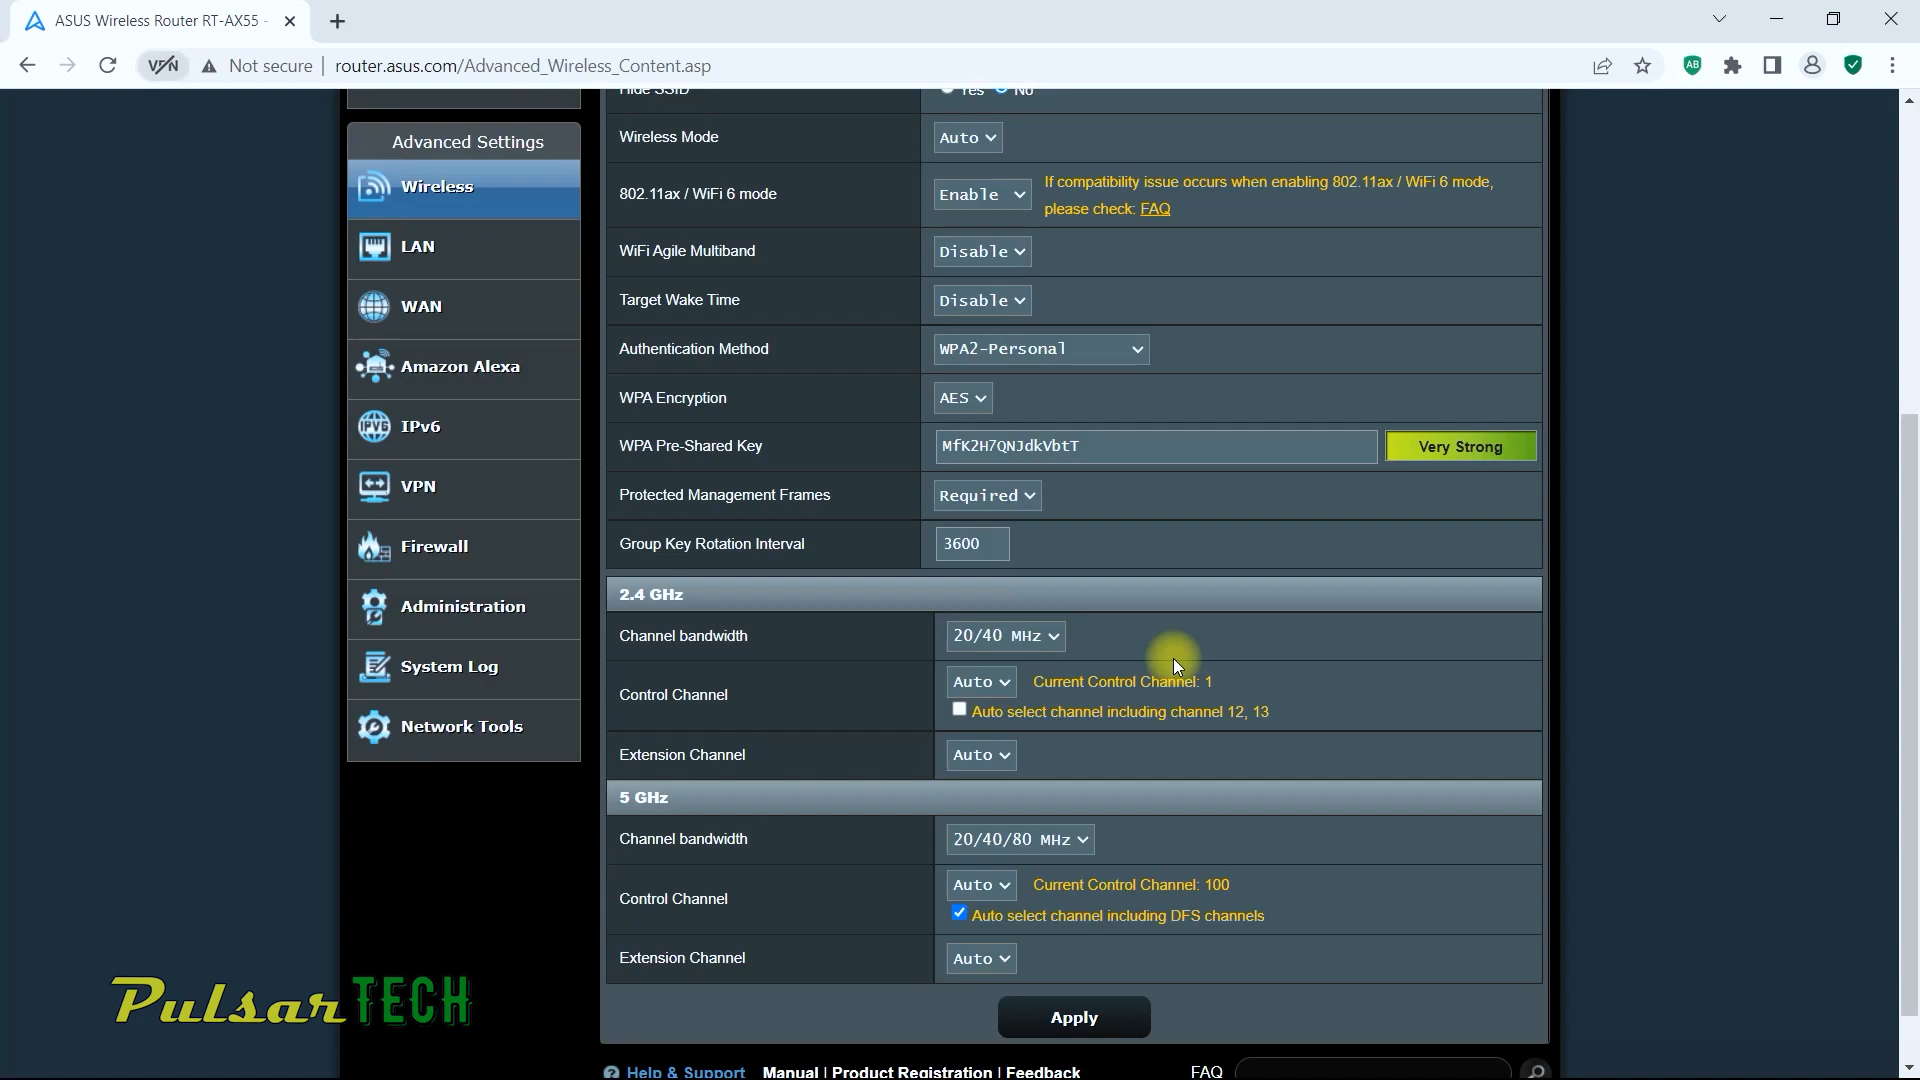 ASUS Wireless Router RT-AX55 -
VPN
Not secure
router.asus.com/Advanced_Wireless_Content.asp
AB
Hide SSID
Yes No
Advanced Settings
Wireless
LAN
WAN
Amazon Alexa
IPV6 IPv6
VPN
Firewall
Administration
System Log
Network Tools
Wireless Mode
Auto
802.11ax / WiFi 6 mode
Enable
If compatibility issue occurs when enabling 802.11ax / WiFi 6 mode,
please check: FAQ
WiFi Agile Multiband
Disable
Target Wake Time
Disable
Authentication Method
WPA2-Personal
WPA Encryption
AES
WPA Pre-Shared Key
MfK2H7QNJdkVbtT
Very Strong
Protected Management Frames
Required
Group Key Rotation Interval
3600
2.4 GHz
Channel bandwidth
20/40 MHz
Control Channel
Auto
Current Control Channel: 1
Auto select channel including channel 12, 13
Extension Channel
Auto
5 GHz
Channel bandwidth
20/40/80 MHz
Control Channel
Auto
Current Control Channel: 100
Auto select channel including DFS channels
Extension Channel
Auto
Apply
PulsarTECH
? Help & Support
Manual | Product Registration | Feedback
FAQ